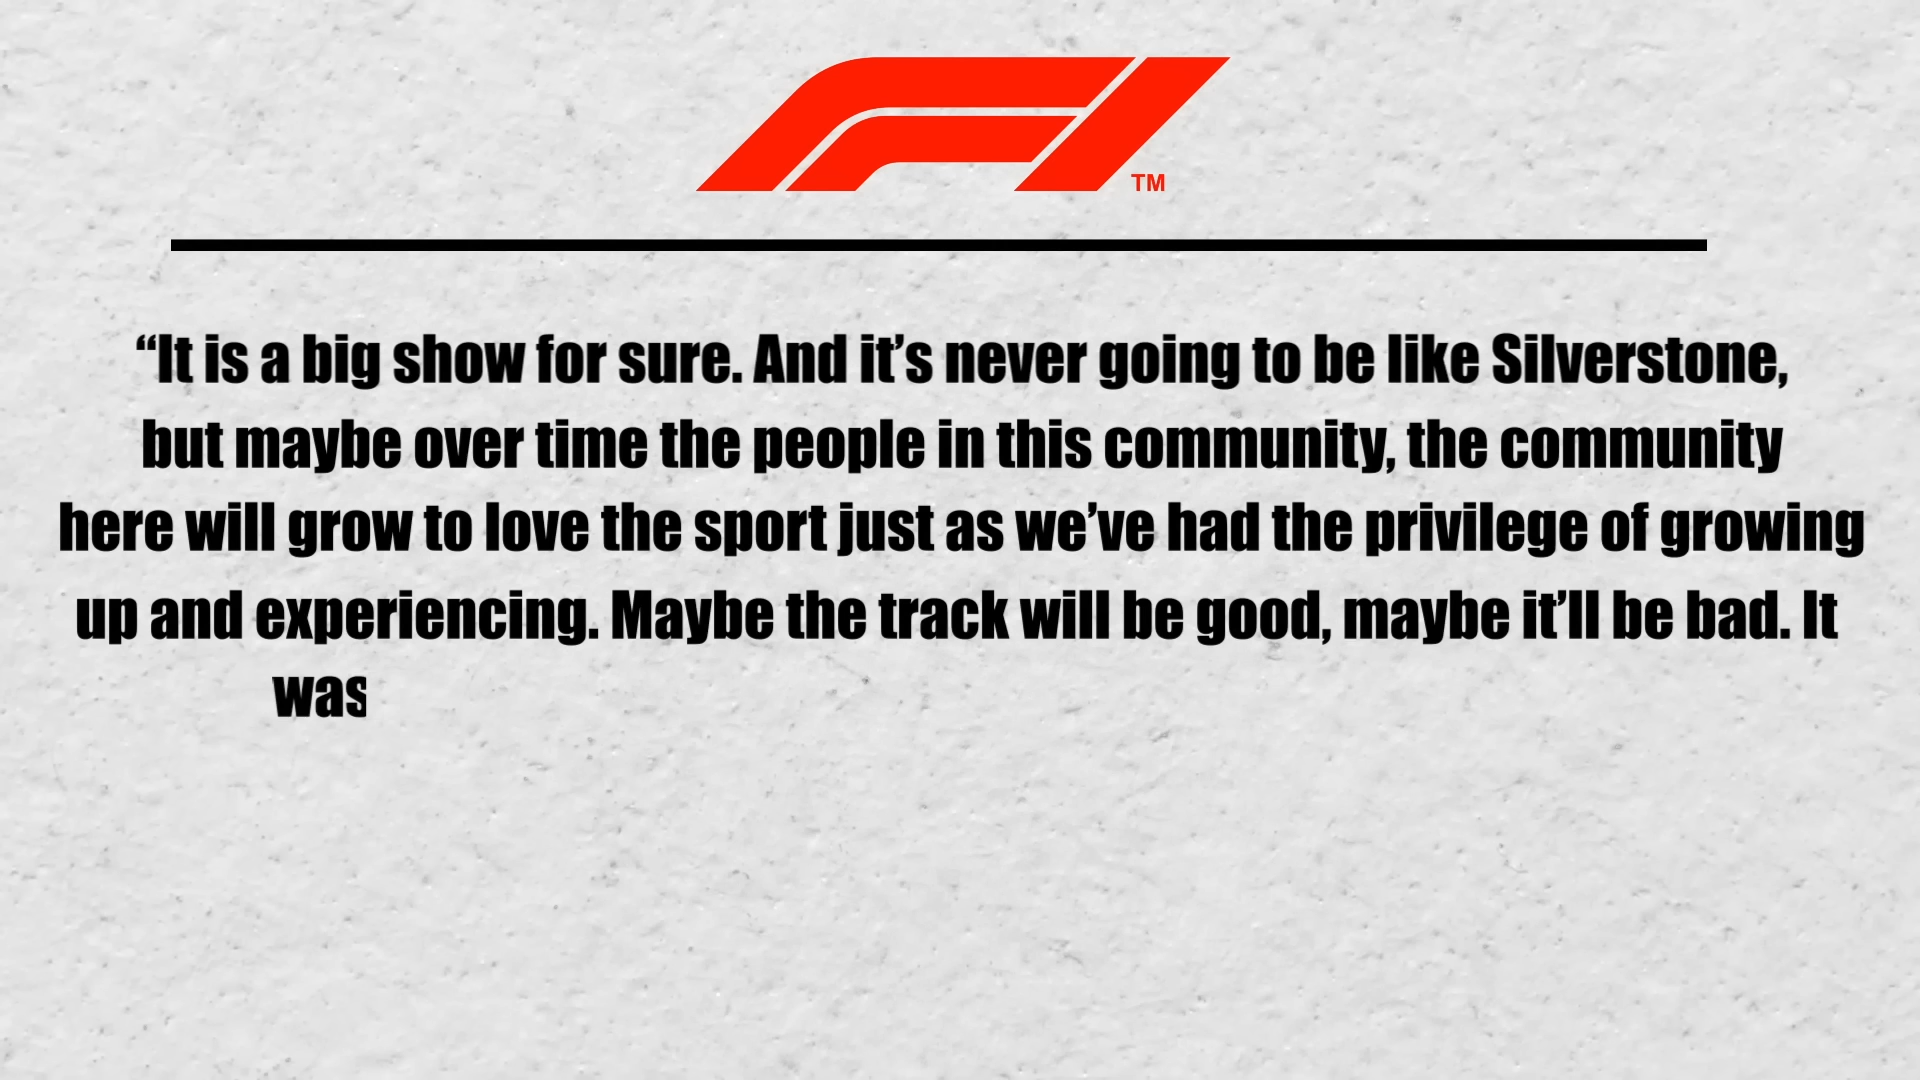 F1
TM
“It is a big show for sure. And it’s never going to be like Silverstone,
but maybe over time the people in this community, the community
here will grow to love the sport just as we’ve had the privilege of growing
up and experiencing. Maybe the track will be good, maybe it’ll be bad. It
was